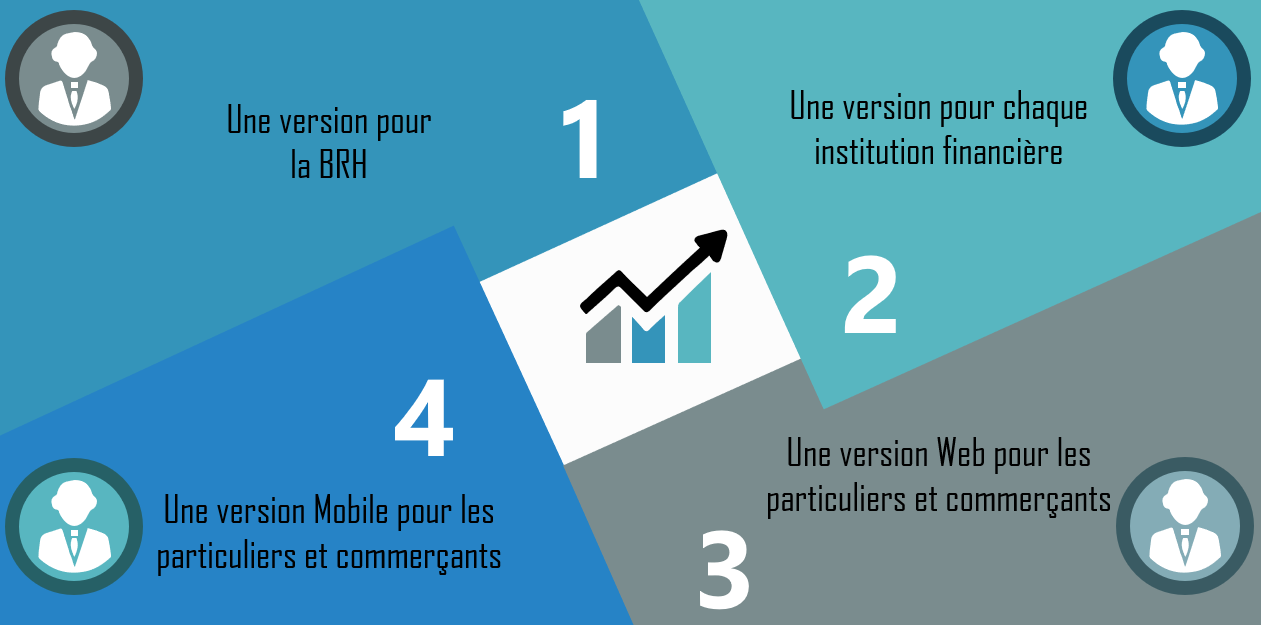 Une version pour
la BRH
1
Une version pour chaque
institution financière
2
Une version Web pour les
particuliers et commerçants
3
4
Une version Mobile pour les
particuliers et commerçants